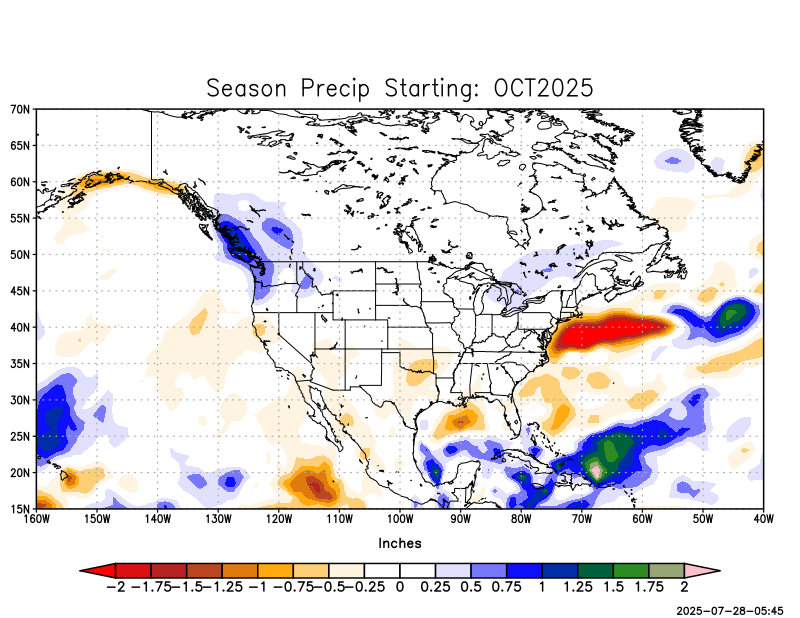 Season Precip Starting: OCT2025
70N
65N
60N
55N
50N
45N
40N
35N
30N
25N
20N
15N
160W 150W 140W 130W 120W 110W 100W 90W 80W 70W 60W 50W 40W
Inches
-2 -1.75 -1.5 -1.25 -1 -0.75 -0.5 -0.25 0 0.25 0.5 0.75 1 1.25 1.5 1.75 2
2025-07-28-05:45